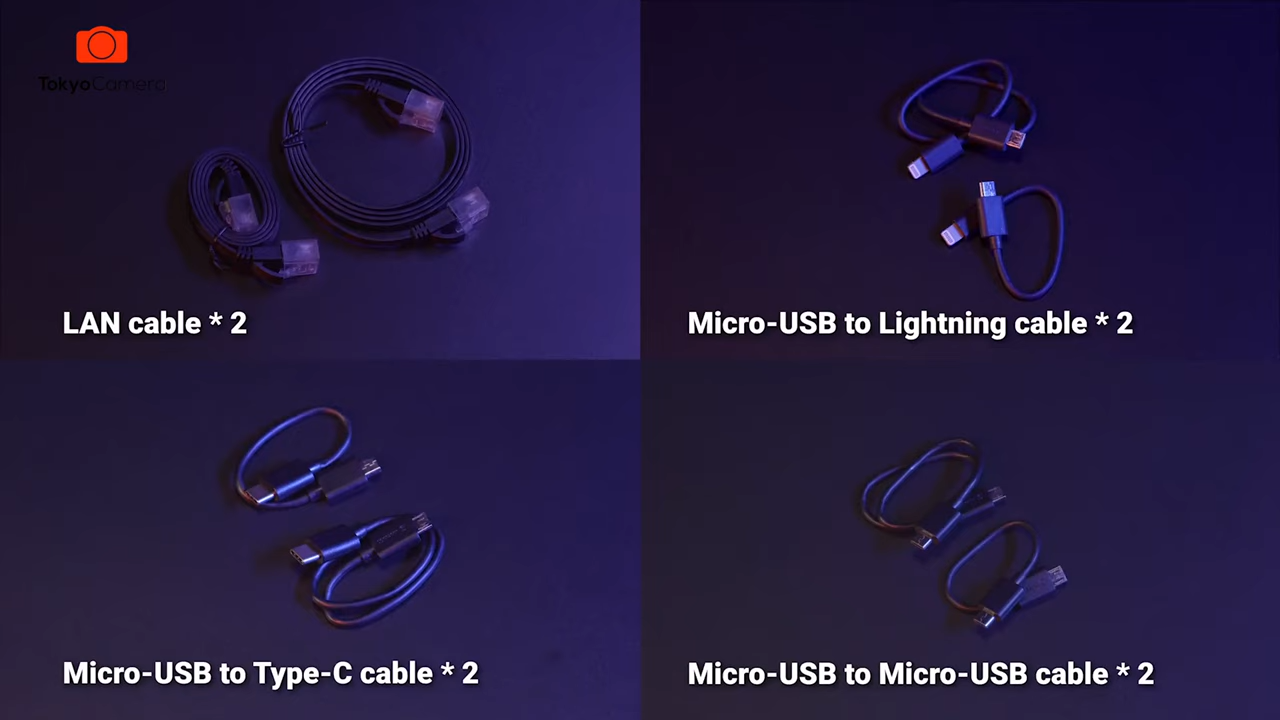 TokyoCamera
LAN cable * 2
Micro-USB to Lightning cable * 2
Micro-USB to Type-C cable * 2
Micro-USB to Micro-USB cable * 2